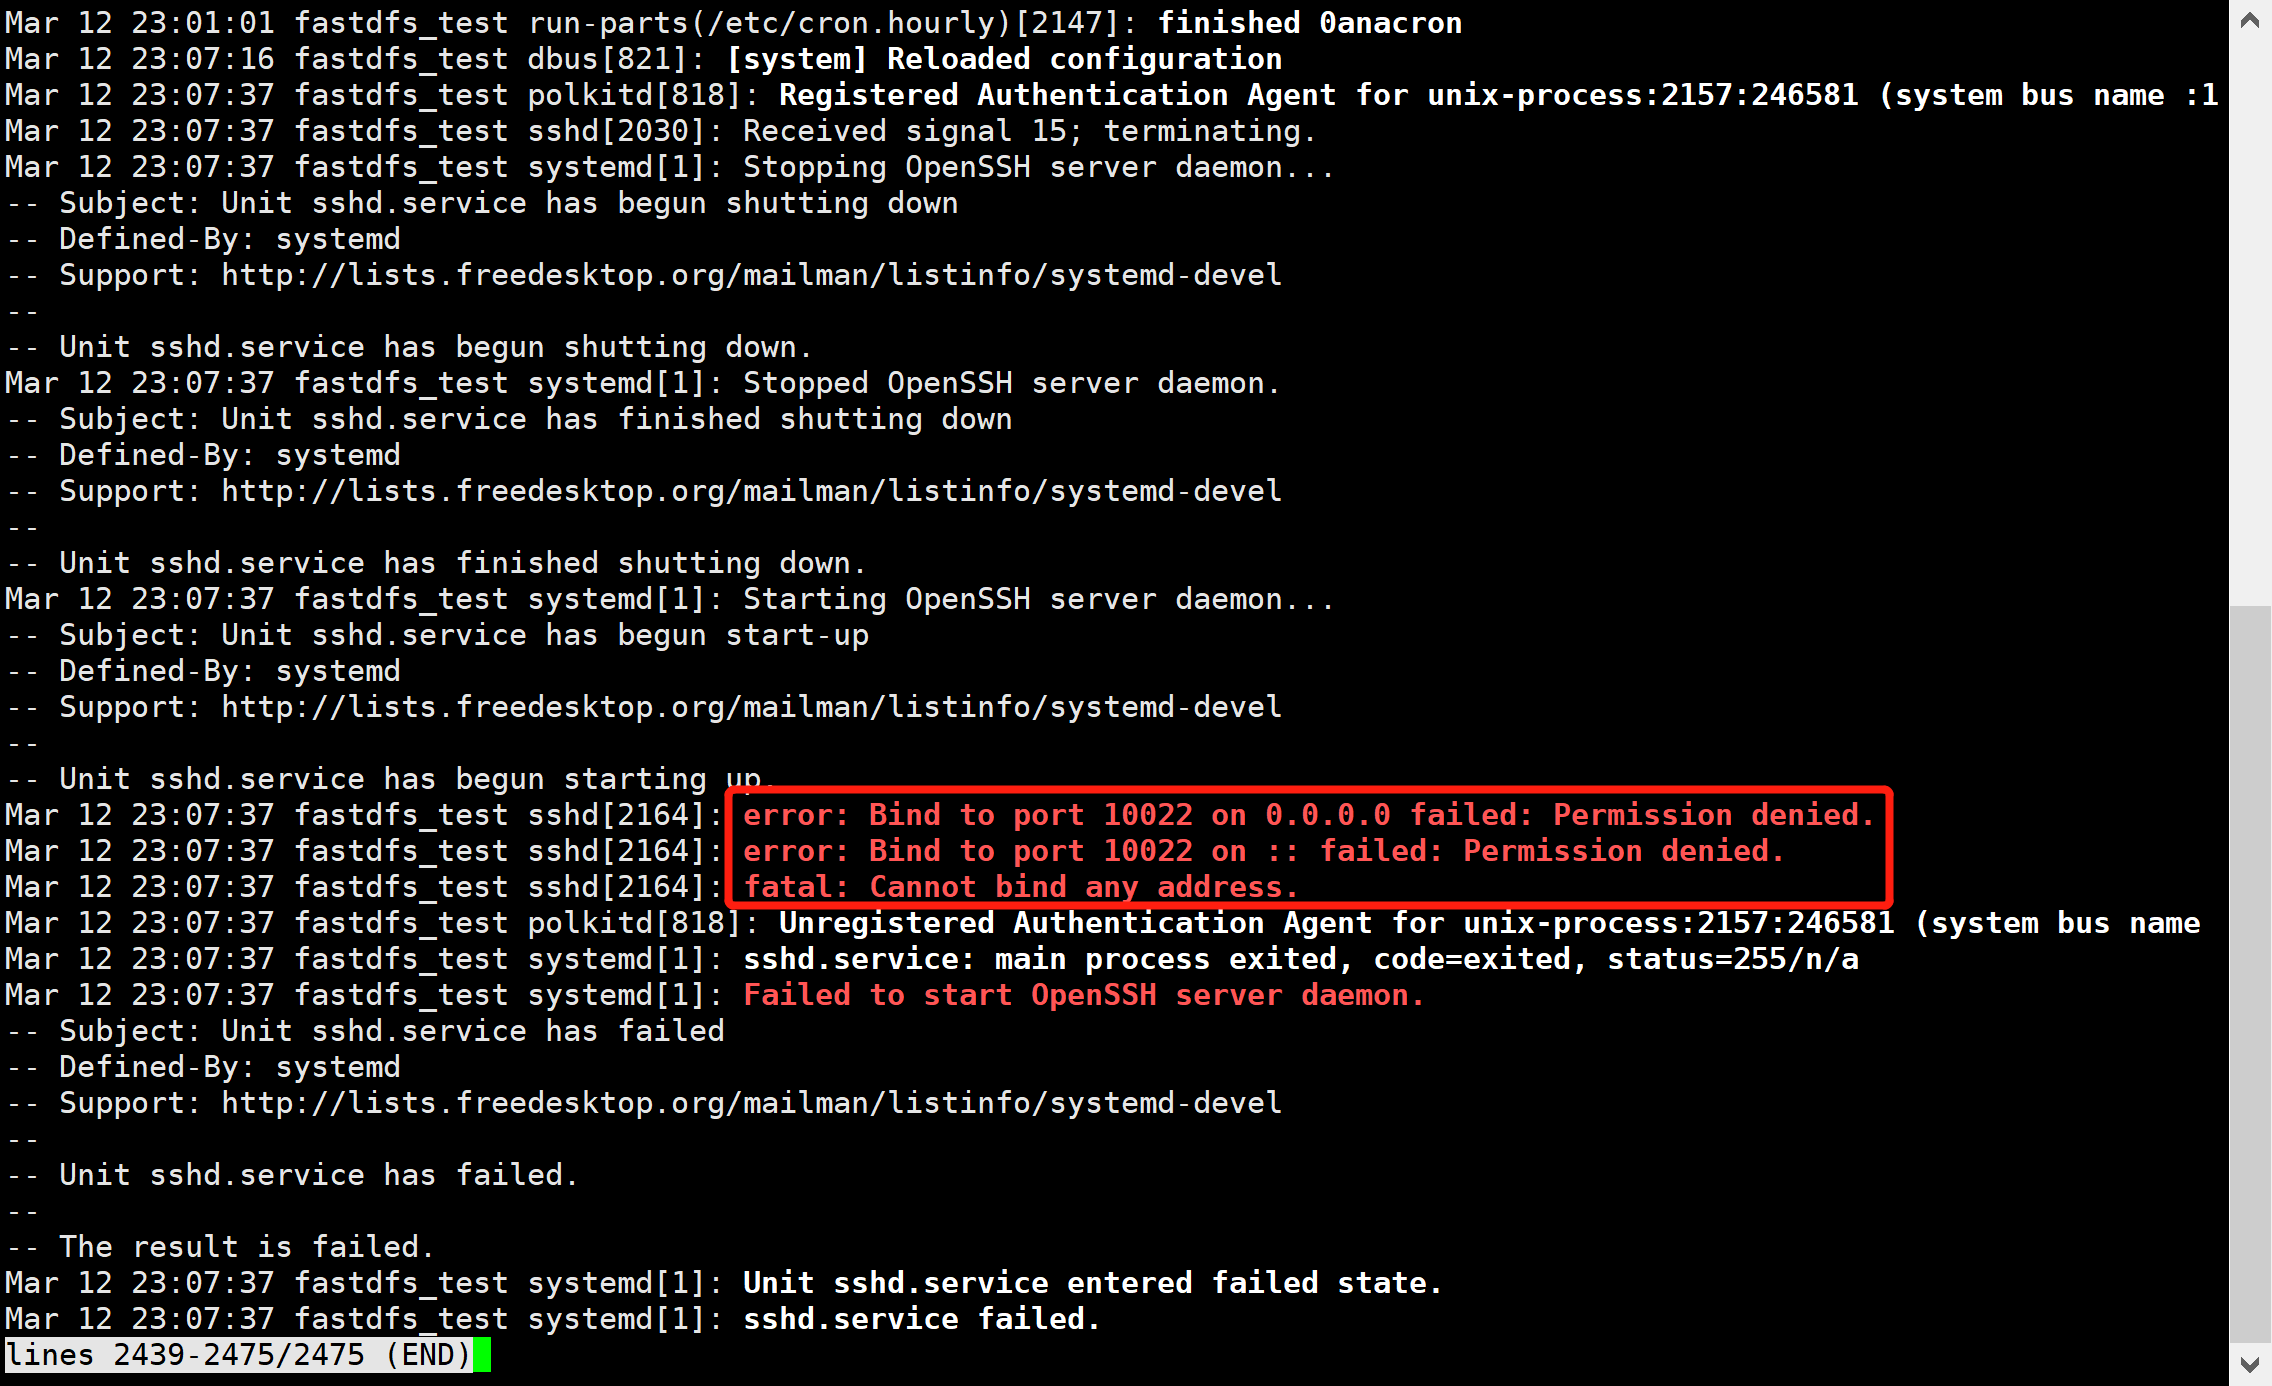 Mar 12 23:01:01 fastdfs_test run-parts(/etc/cron.hourly)[2147]: finished 0anacron
Mar 12 23:07:16 fastdfs_test dbus[821]: [system] Reloaded configuration
Mar 12 23:07:37 fastdfs_test polkitd[818]: Registered Authentication Agent for unix-process:2157:246581 (system bus name :1
Mar 12 23:07:37 fastdfs_test sshd[2030]: Received signal 15; terminating.
Mar 12 23:07:37 fastdfs_test systemd[1]: Stopping OpenSSH server daemon...
-- Subject: Unit sshd.service has begun shutting down
-- Defined-By: systemd
-- Support: http://lists.freedesktop.org/mailman/listinfo/systemd-devel
--
-- Unit sshd.service has begun shutting down.
Mar 12 23:07:37 fastdfs_test systemd[1]: Stopped OpenSSH server daemon.
-- Subject: Unit sshd.service has finished shutting down
-- Defined-By: systemd
-- Support: http://lists.freedesktop.org/mailman/listinfo/systemd-devel
--
-- Unit sshd.service has finished shutting down.
Mar 12 23:07:37 fastdfs_test systemd[1]: Starting OpenSSH server daemon...
-- Subject: Unit sshd.service has begun start-up
-- Defined-By: systemd
-- Support: http://lists.freedesktop.org/mailman/listinfo/systemd-devel
--
-- Unit sshd.service has begun starting up.
Mar 12 23:07:37 fastdfs_test sshd[2164]: error: Bind to port 10022 on 0.0.0.0 failed: Permission denied.
Mar 12 23:07:37 fastdfs_test sshd[2164]: error: Bind to port 10022 on :: failed: Permission denied.
Mar 12 23:07:37 fastdfs_test sshd[2164]: fatal: Cannot bind any address.
Mar 12 23:07:37 fastdfs_test polkitd[818]: Unregistered Authentication Agent for unix-process:2157:246581 (system bus name
Mar 12 23:07:37 fastdfs_test systemd[1]: sshd.service: main process exited, code=exited, status=255/n/a
Mar 12 23:07:37 fastdfs_test systemd[1]: Failed to start OpenSSH server daemon.
-- Subject: Unit sshd.service has failed
-- Defined-By: systemd
-- Support: http://lists.freedesktop.org/mailman/listinfo/systemd-devel
--
-- Unit sshd.service has failed.
--
-- The result is failed.
Mar 12 23:07:37 fastdfs_test systemd[1]: Unit sshd.service entered failed state.
Mar 12 23:07:37 fastdfs_test systemd[1]: sshd.service failed.
lines 2439-2475/2475 (END)